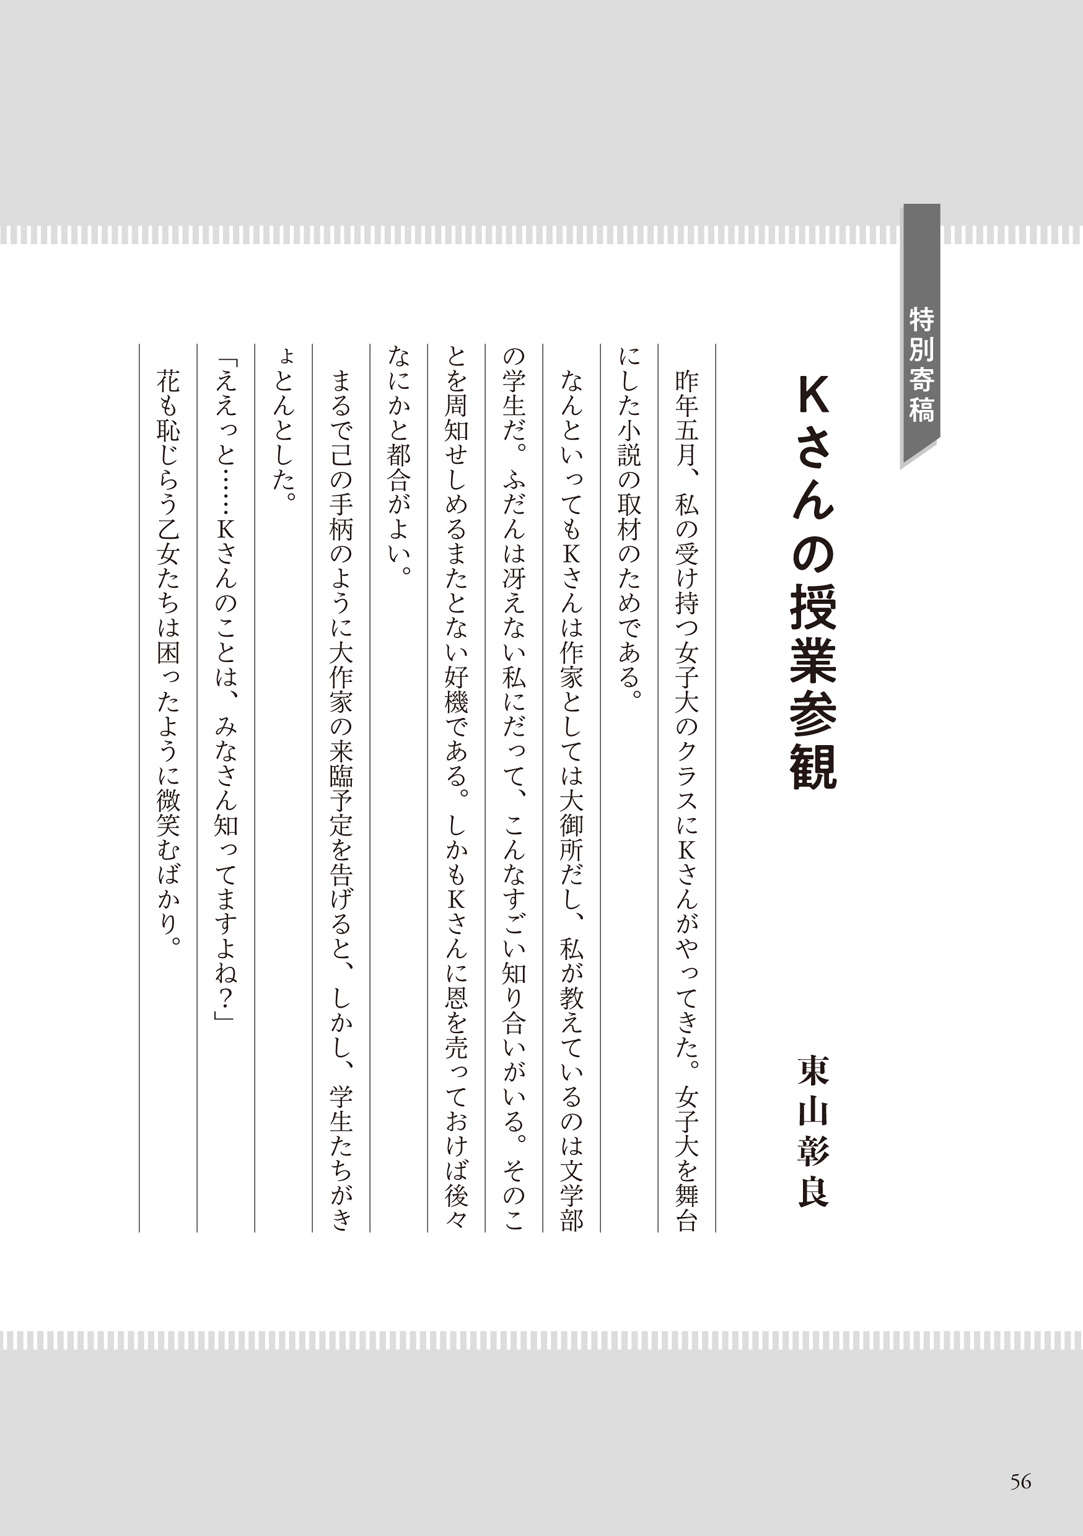 特別寄稿
Kさんの授業参観
東山彰良
昨年五月、私の受け持つ女子大のクラスにKさんがやってきた。女子大を舞台
にした小説の取材のためである。
なんといってもKさんは作家としては大御所だし、私が教えているのは文学部
の学生だ。ふだんは冴えない私にだって、こんなすごい知り合いがいる。そのこ
とを周知せしめるまたとない好機である。しかもKさんに恩を売っておけば後々
なにかと都合がよい。
まるで己の手柄のように大作家の来臨予定を告げると、しかし、学生たちがき
ょとんとした。
「ええっと……Kさんのことは、みなさん知ってますよね？」
花も恥じらう乙女たちは困ったように微笑むばかり。
56